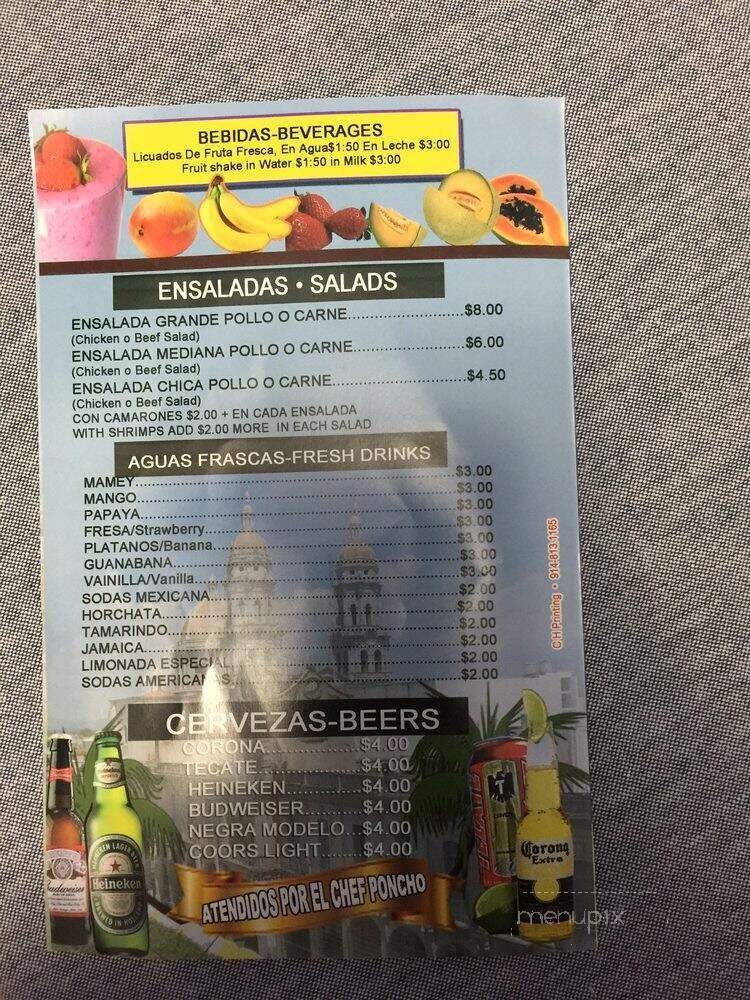 BEBIDAS-BEVERAGES
Licuados De Fruta Fresca, En Agua$1:50 En Leche $3:00
Fruit shake in Water $1:50 in Milk $3:00
ENSALADAS • SALADS
ENSALADA GRANDE POLLO O CARNE....................$8.00
(Chicken o Beef Salad)
ENSALADA MEDIANA POLLO O CARNE...................$6.00
(Chicken o Beef Salad)
ENSALADA CHICA POLLO O CARNE.......................$4.50
(Chicken o Beef Salad)
CON CAMARONES $2.00 + EN CADA ENSALADA
WITH SHRIMPS ADD $2.00 MORE IN EACH SALAD
AGUAS FRASCAS-FRESH DRINKS
MAMEY..............................$3.00
MANGO..............................$3.00
PAPAYA..............................$3.00
FRESA/Strawberry..............................$3.00
PLATANOS/Banana..............................$3.00
GUANABANA..............................$3.00
VAINILLA/Vanilla..............................$3.00
SODAS MEXICANA..............................$2.00
HORCHATA..............................$2.00
TAMARINDO..............................$2.00
JAMAICA..............................$2.00
LIMONADA ESPECIAL..............................$2.00
SODAS AMERICANAS..............................$2.00
CERVEZAS-BEERS
CORONA..............$4.00
TECATE...............$4.00
HEINEKEN...........$4.00
BUDWEISER.........$4.00
NEGRA MODELO...$4.00
COORS LIGHT.......$4.00
ATENDIDOS POR EL CHEF PONCHO
C.H.Printing • 914-813.1165
Budweiser
Heineken
T
Corona
Extra
menupix